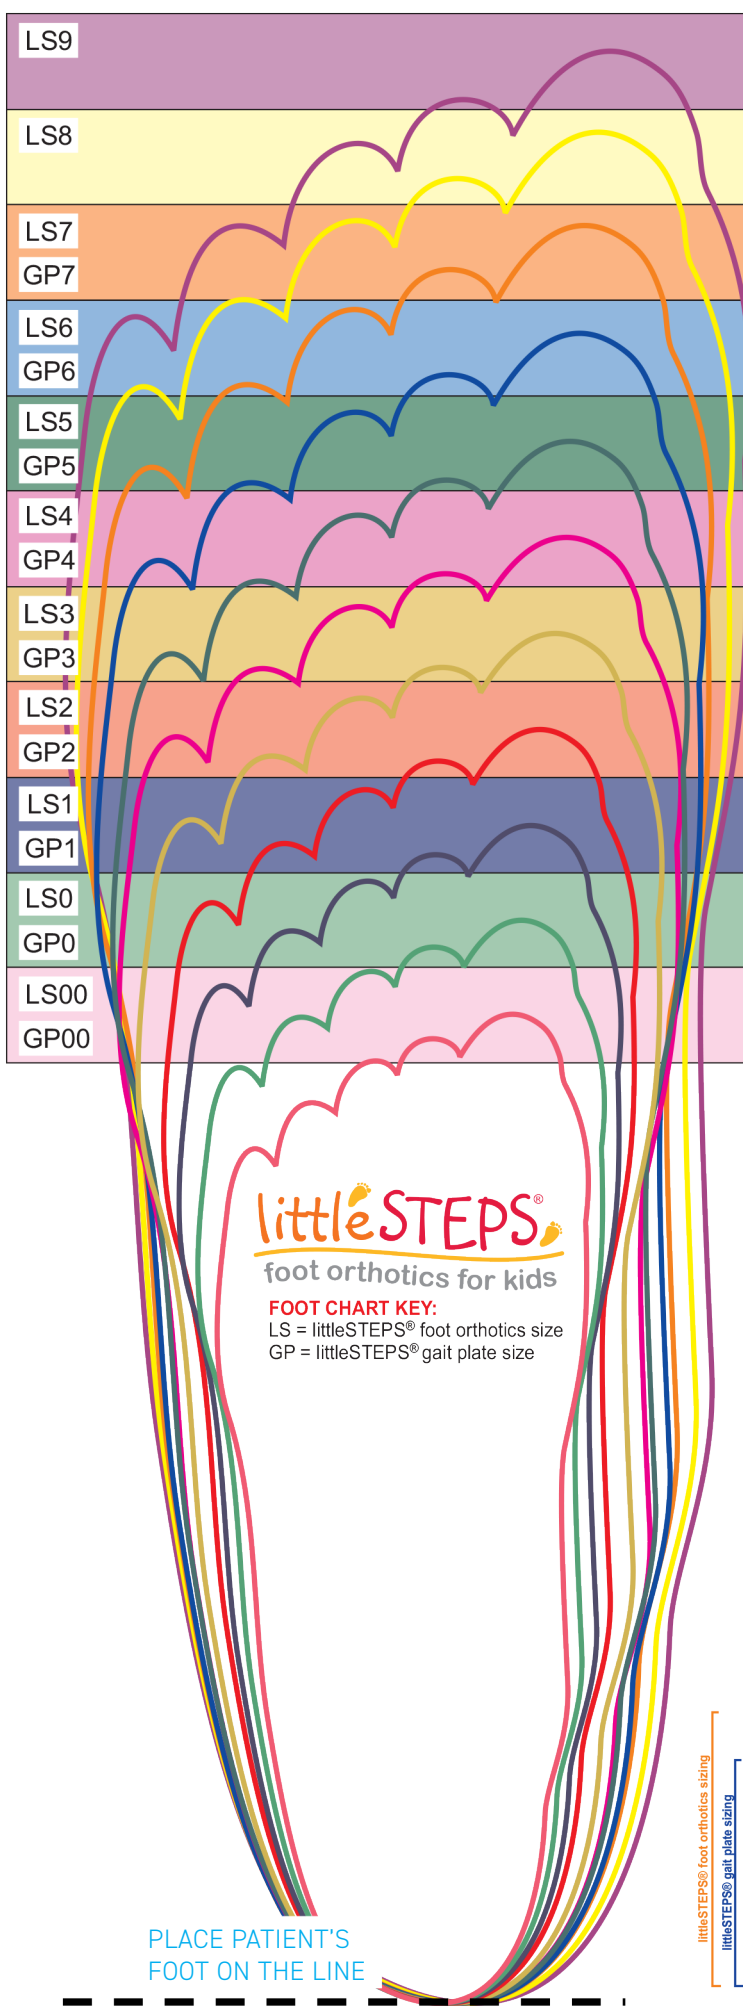 LS9
LS8
LS7
GP7
LS6
GP6
LS5
GP5
LS4
GP4
LS3
GP3
LS2
GP2
LS1
GP1
LS0
GP0
LS00
GP00
littleSTEPS®
foot orthotics for kids
FOOT CHART KEY:
LS = littleSTEPS® foot orthotics size
GP = littleSTEPS® gait plate size
littleSTEPS® foot orthotics sizing
littleSTEPS® gait plate sizing
PLACE PATIENT'S
FOOT ON THE LINE